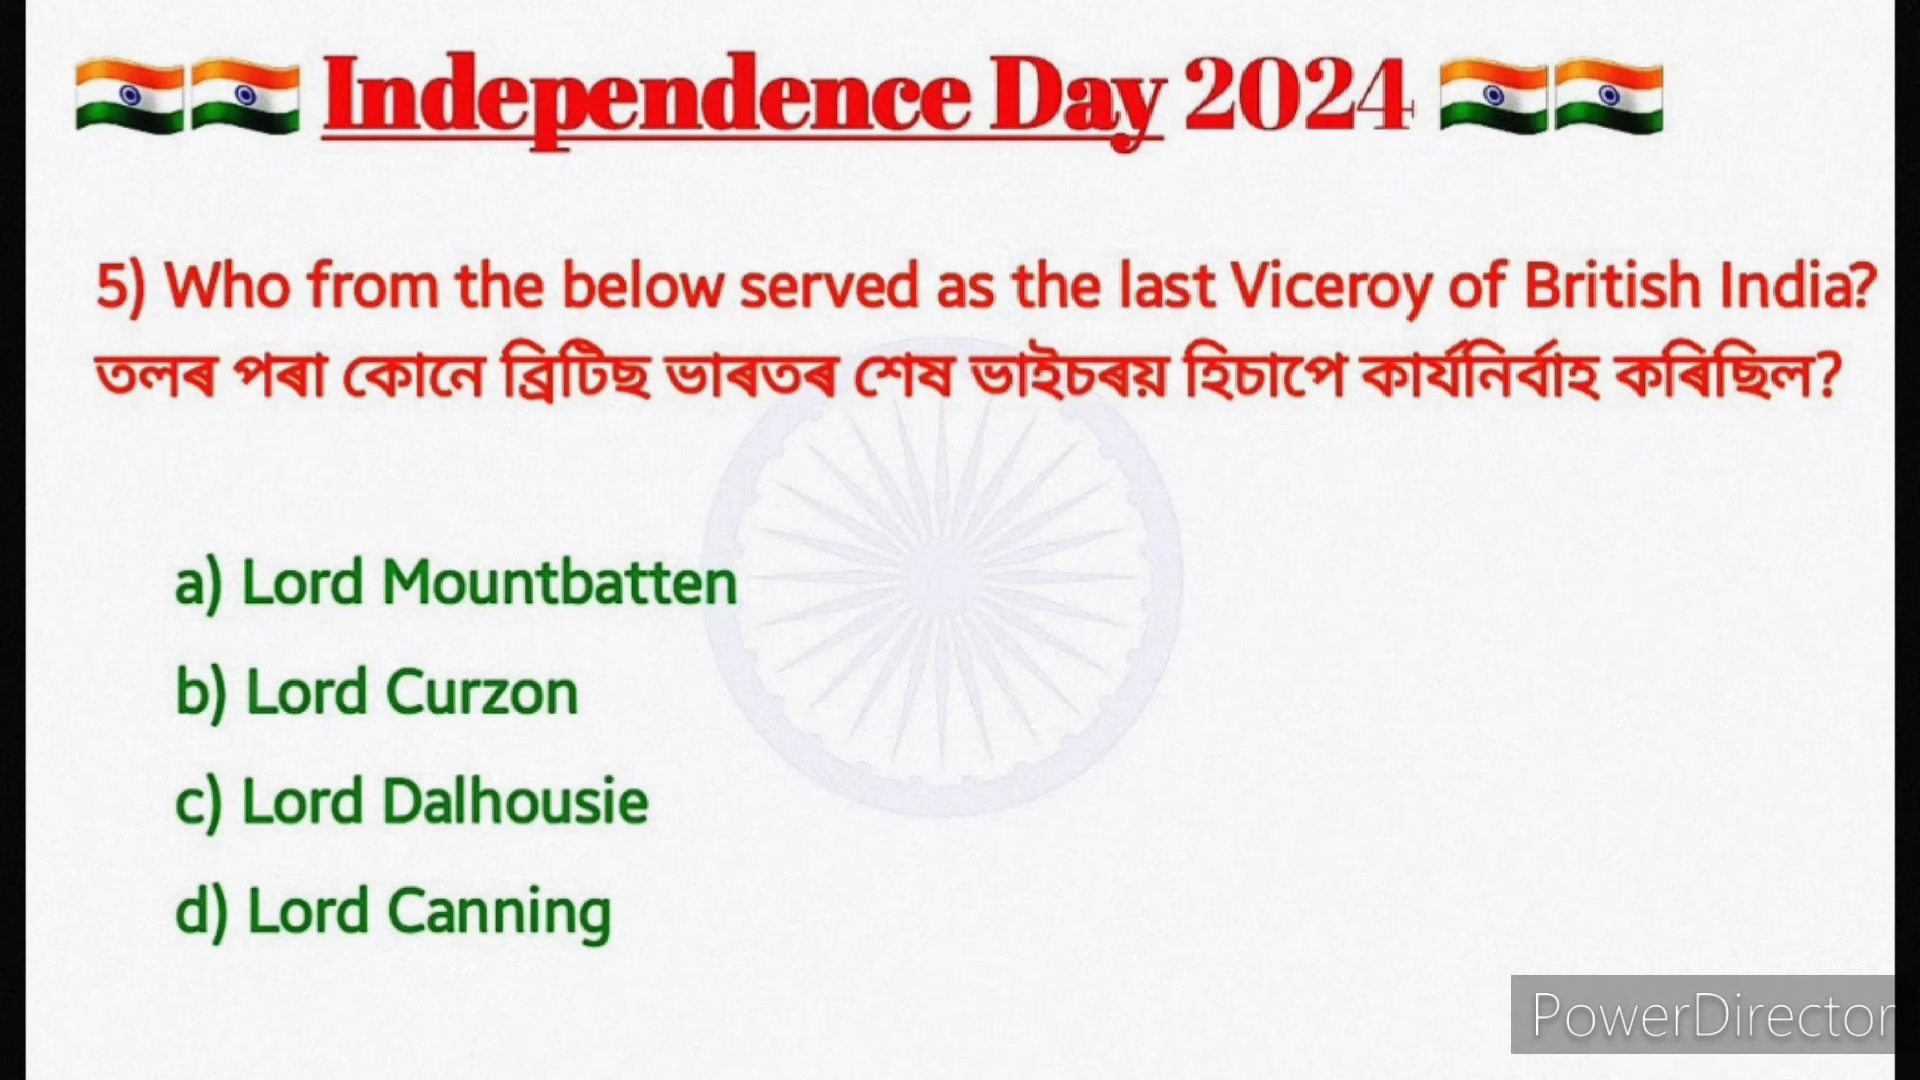 🇮🇳🇮🇳 Independence Day 2024 🇮🇳🇮🇳
5) Who from the below served as the last Viceroy of British India?
তলৰ পৰা কোনে ব্ৰিটিছ ভাৰতৰ শেষ ভাইচৰয় হিচাপে কাৰ্যনিৰ্বাহ কৰিছিল?
a) Lord Mountbatten
b) Lord Curzon
c) Lord Dalhousie
d) Lord Canning
PowerDirector